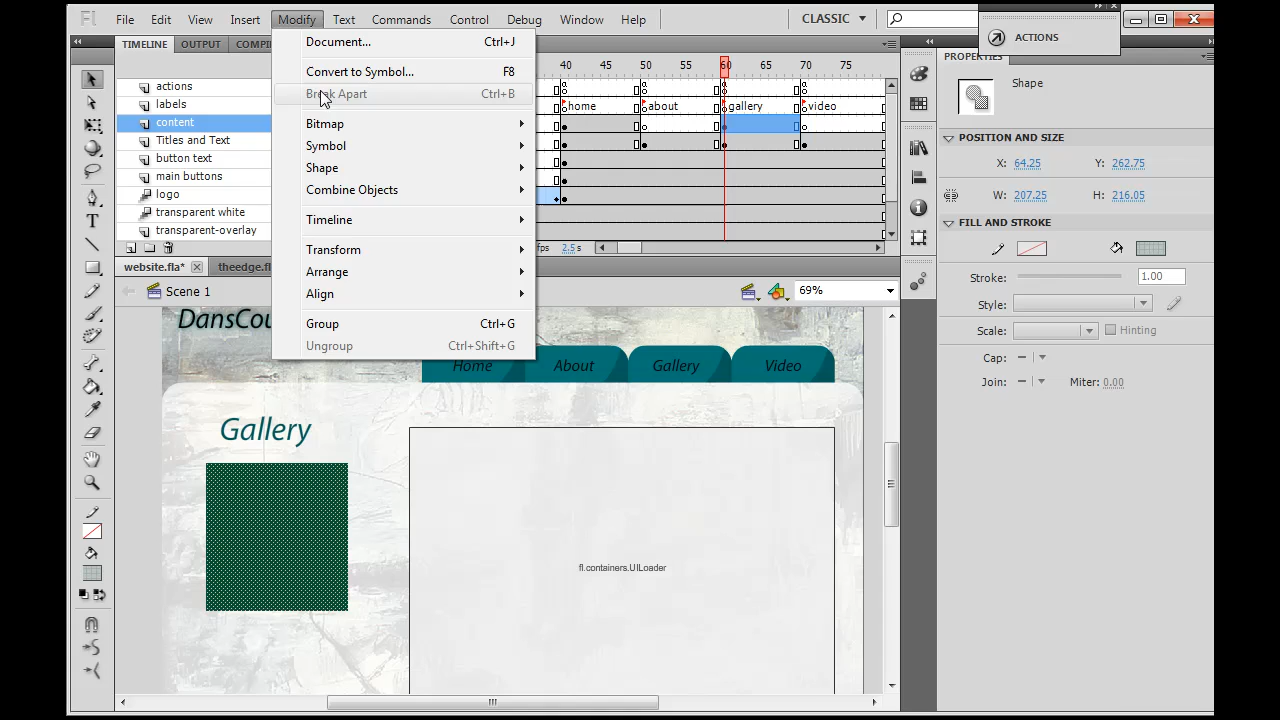 Fl File Edit View Insert Modify Text Commands Control Debug Window Help CLASSIC
ACTIONS
TIMELINE OUTPUT
PROPERTIES
Document... Ctrl+J
Convert to Symbol... F8
Break Apart Ctrl+B
Bitmap
Symbol
Shape
Combine Objects
Timeline
Transform
Arrange
Align
Group Ctrl+G
Ungroup Ctrl+Shift+G
40 45 50 55 60 65 70 75
home about gallery video
actions
labels
content
Titles and Text
button text
main buttons
logo
transparent white
transparent-overlay
fps 2.5s
website.fla*
Scene 1
69%
Shape
POSITION AND SIZE
X: 64.25 Y: 262.75
W: 207.25 H: 216.05
FILL AND STROKE
Stroke: 1.00
Style:
Scale: Hinting
Cap:
Join: Miter: 0.00
Home About Gallery Video
Gallery
fl.containers.UILoader